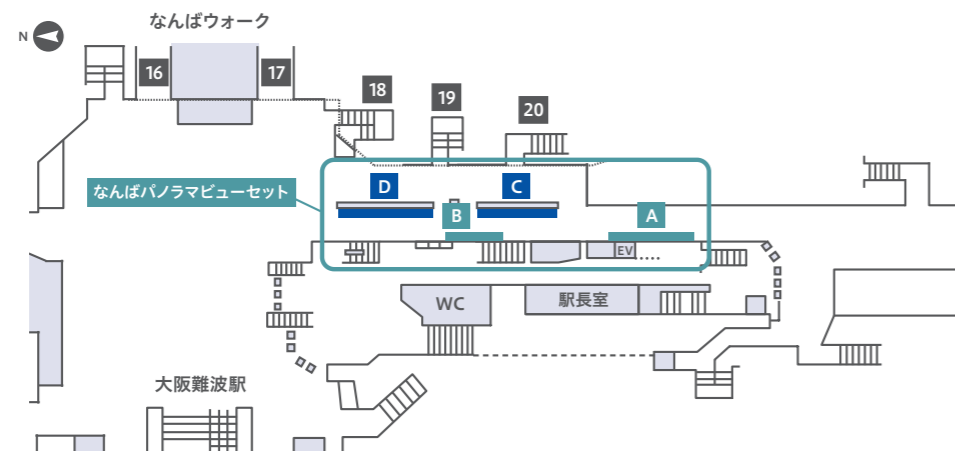 なんばウォーク
N
16
17
18
19
20
なんばパノラマビューセット
D
C
B
A
EV
WC
駅長室
大阪難波駅